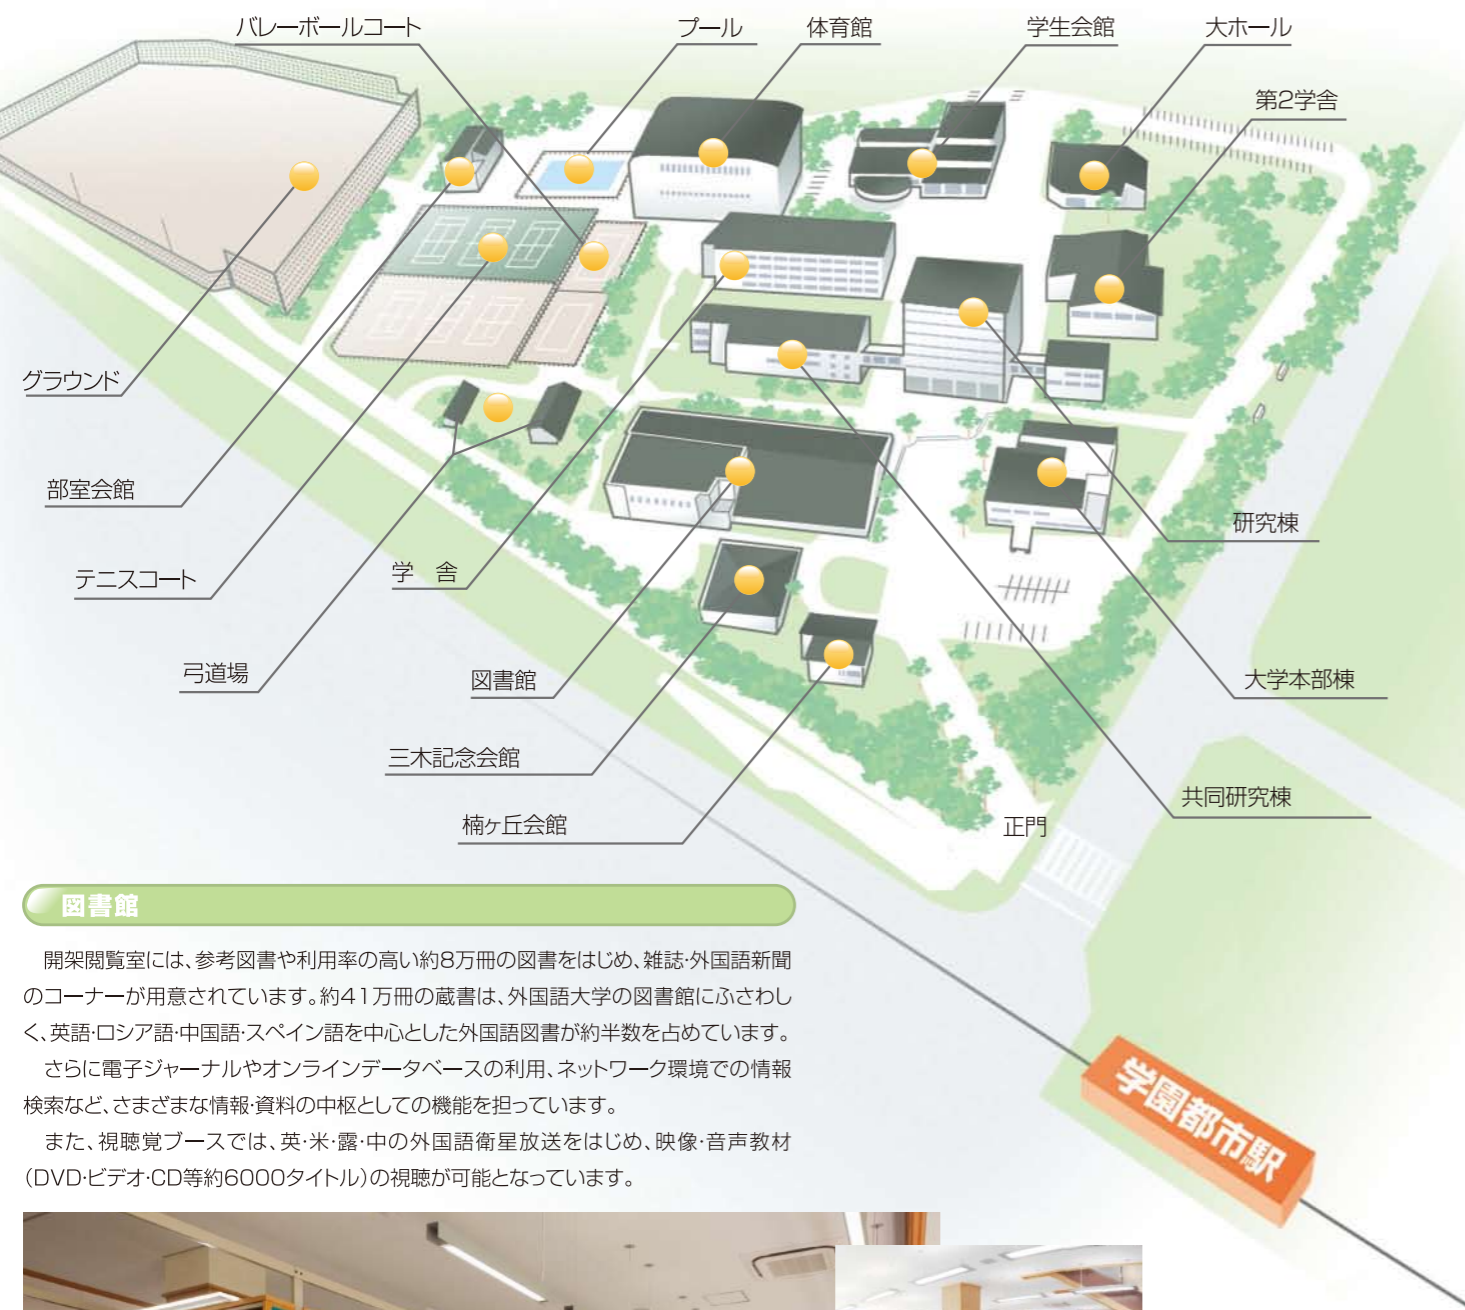 バレーボールコート
プール
体育館
学生会館
大ホール
第2学舎
グラウンド
部室会館
テニスコート
学 舎
研究棟
弓道場
図書館
大学本部棟
三木記念会館
共同研究棟
楠ヶ丘会館
正門
図書館
開架閲覧室には、参考図書や利用率の高い約8万冊の図書をはじめ、雑誌・外国語新聞
のコーナーが用意されています。約41万冊の蔵書は、外国語大学の図書館にふさわし
く、英語・ロシア語・中国語・スペイン語を中心とした外国語図書が約半数を占めています。
さらに電子ジャーナルやオンラインデータベースの利用、ネットワーク環境での情報
検索など、さまざまな情報・資料の中枢としての機能を担っています。
また、視聴覚ブースでは、英・米・露・中の外国語衛星放送をはじめ、映像・音声教材
（DVD・ビデオ・CD等約6000タイトル）の視聴が可能となっています。
学園都市駅